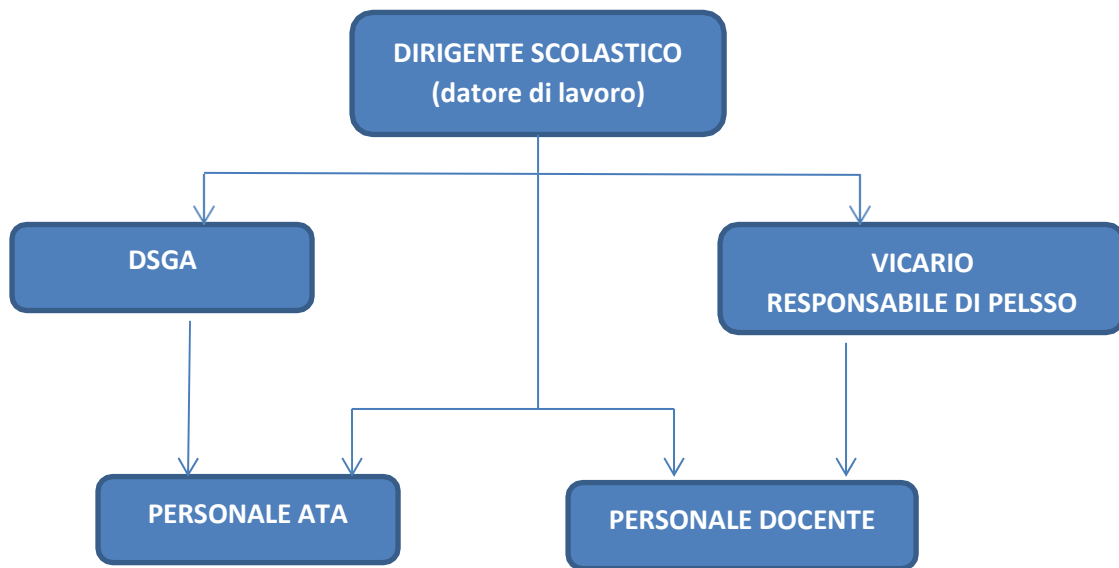 DIRIGENTE SCOLASTICO
(datore di lavoro)
DSGA
VICARIO
RESPONSABILE DI PELSSO
PERSONALE ATA
PERSONALE DOCENTE